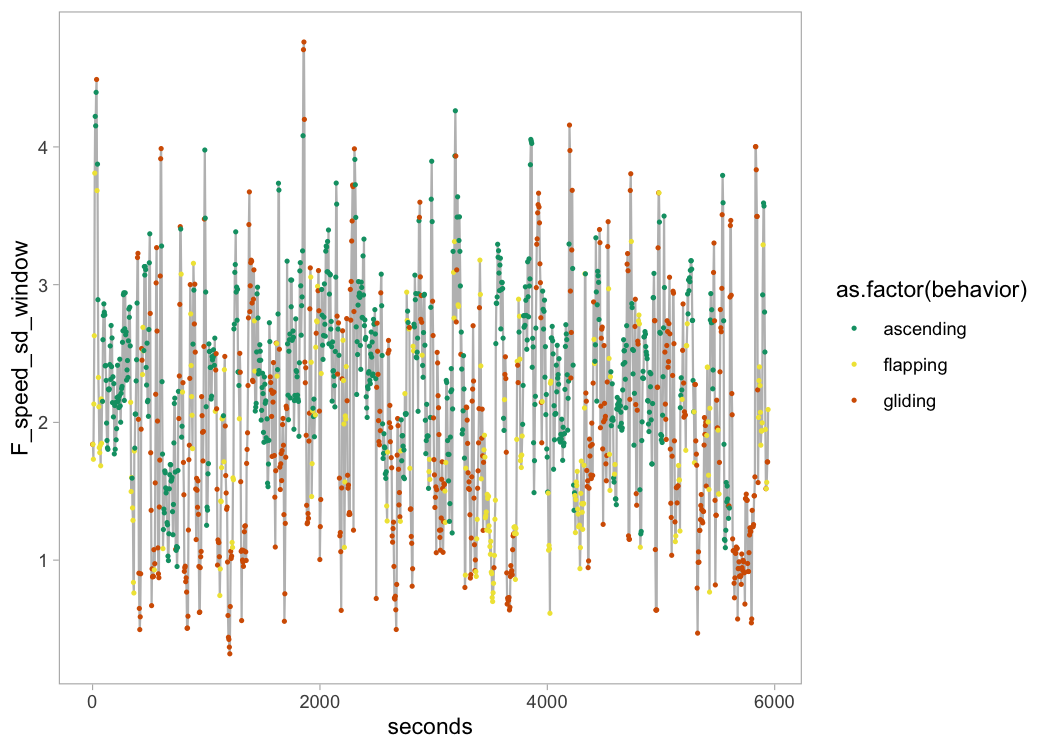 F_speed_sd_window
4
3
2
1
0
2000
4000
6000
seconds
as.factor(behavior)
ascending
flapping
gliding